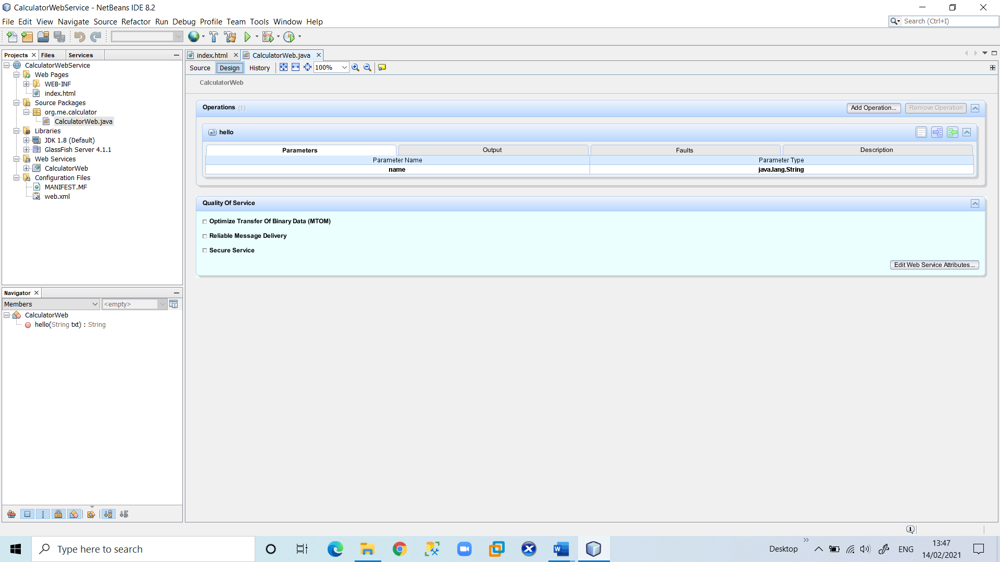 CalculatorWebService - NetBeans IDE 8.2
File Edit View Navigate Source Refactor Run Debug Profile Team Tools Window Help
Search (Ctrl+I)
Projects Files Services
CalculatorWebService
Web Pages
WEB-INF
index.html
Source Packages
org.me.calculator
CalculatorWeb.java
Libraries
JDK 1.8 (Default)
GlassFish Server 4.1.1
Web Services
CalculatorWeb
Configuration Files
MANIFEST.MF
web.xml
Navigator
Members <empty>
CalculatorWeb
hello(String txt) : String
index.html CalculatorWeb.java
Source Design History 100%
CalculatorWeb
Operations (1) Add Operation... Remove Operation
hello
Parameters Output Faults Description
Parameter Name Parameter Type
name java.lang.String
Quality Of Service
Optimize Transfer Of Binary Data (MTOM)
Reliable Message Delivery
Secure Service
Edit Web Service Attributes...
1
Type here to search
Desktop
ENG
13:47
14/02/2021